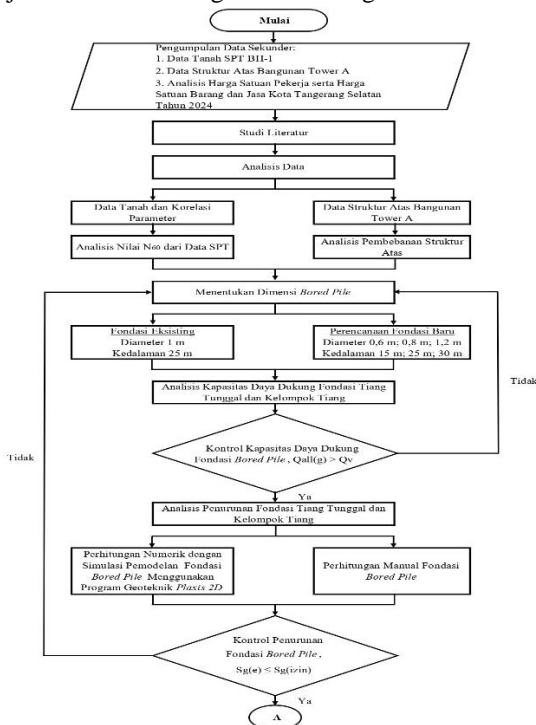 Mulai
Pengumpulan Data Sekunder:
1. Data Tanah SPT BII-1
2. Data Struktur Atas Bangunan Tower A
3. Analisis Harga Satuan Pekerja serta Harga
Satuan Barang dan Jasa Kota Tangerang Selatan
Tahun 2024
Studi Literatur
Analisis Data
Data Tanah dan Korelasi
Parameter
Data Struktur Atas Bangunan
Tower A
Analisis Nilai N60 dari Data SPT
Analisis Pembebanan Struktur
Atas
Menentukan Dimensi Bored Pile
Fondasi Eksisting
Diameter 1 m
Kedalaman 25 m
Perencanaan Fondasi Baru
Diameter 0,6 m; 0,8 m; 1,2 m
Kedalaman 15 m; 25 m; 30 m
Analisis Kapasitas Daya Dukung Fondasi Tiang
Tunggal dan Kelompok Tiang
Tidak
Kontrol Kapasitas Daya Dukung
Fondasi Bored Pile, Qall(g) > Qv
Tidak
Ya
Analisis Penurunan Fondasi Tiang Tunggal dan
Kelompok Tiang
Perhitungan Numerik dengan
Simulasi Pemodelan Fondasi
Bored Pile Menggunakan
Program Geoteknik Plaxis 2D
Perhitungan Manual Fondasi
Bored Pile
Kontrol Penurunan
Fondasi Bored Pile,
Sg(e) ≤ Sg(izin)
Ya
A